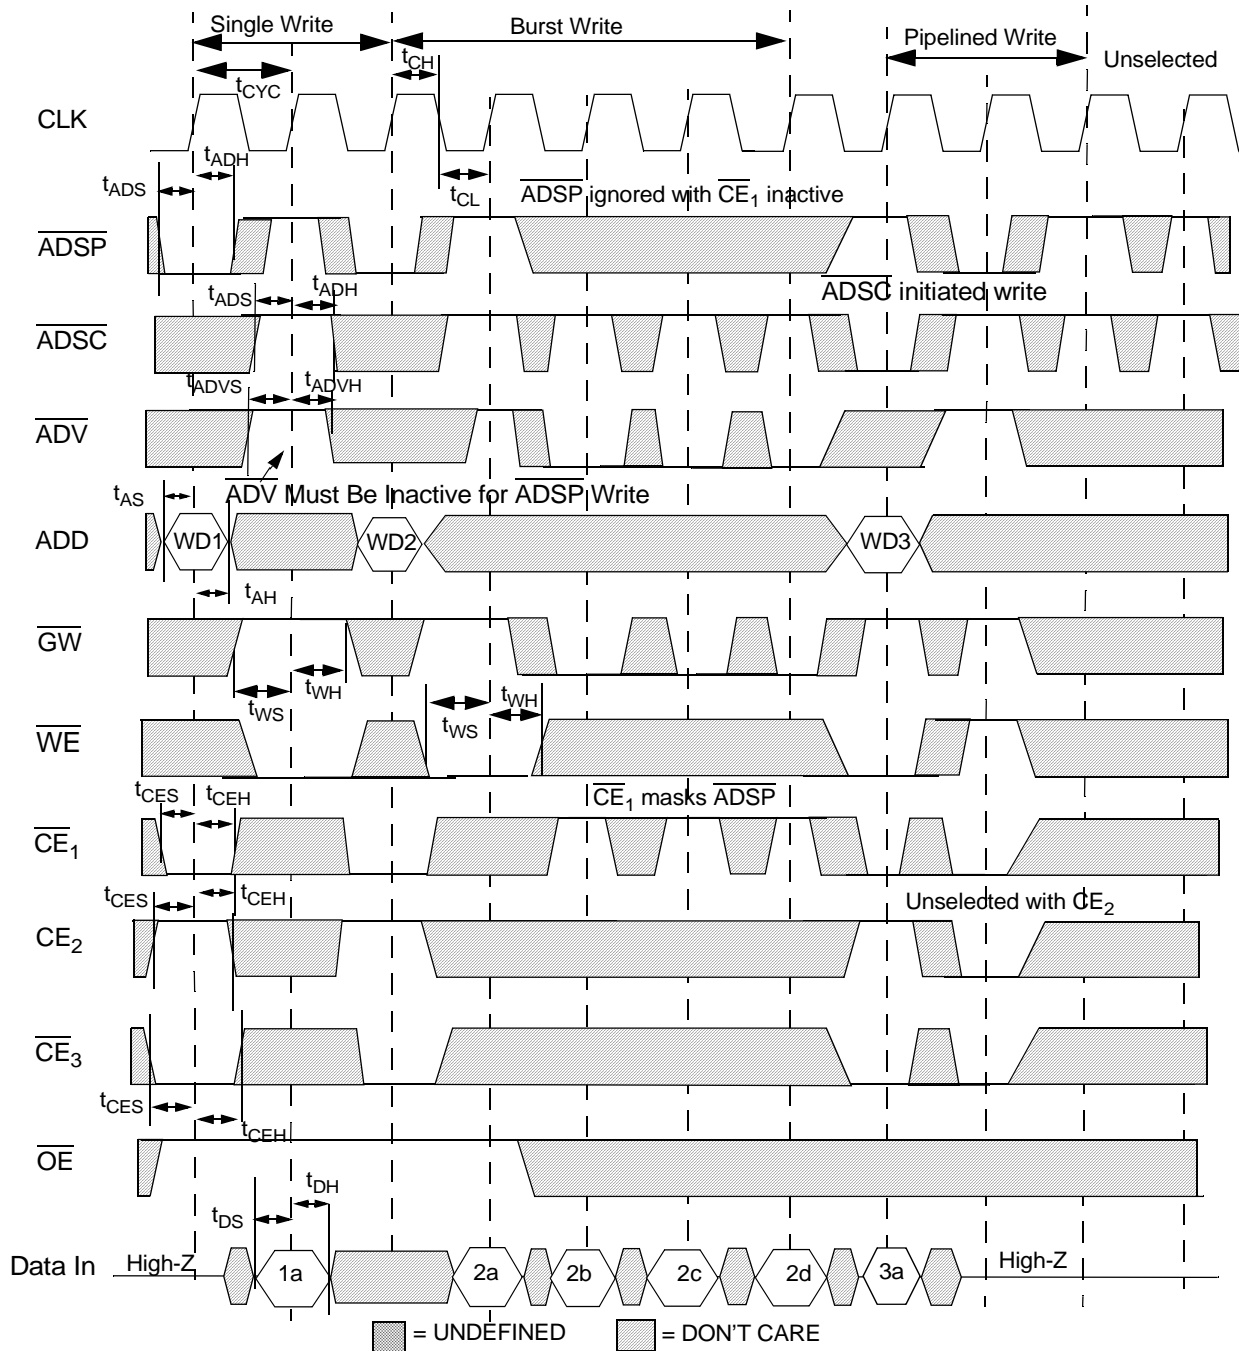 Single Write
Burst Write
Pipelined Write
Unselected
tCH
tCYC
CLK
tADH
tADS
tCL
ADSP ignored with CE1 inactive
ADSP
tADS
tADH
ADSC initiated write
ADSC
tADVS
tADVH
ADV
ADV Must Be Inactive for ADSP Write
tAS
ADD
WD1
WD2
WD3
tAH
GW
tWH
tWS
tWH
tWS
WE
CE1 masks ADSP
tCES
tCEH
CE1
tCES
tCEH
Unselected with CE2
CE2
CE3
tCES
tCEH
OE
tDH
tDS
Data In
High-Z
1a
2a
2b
2c
2d
3a
High-Z
= UNDEFINED
= DON'T CARE